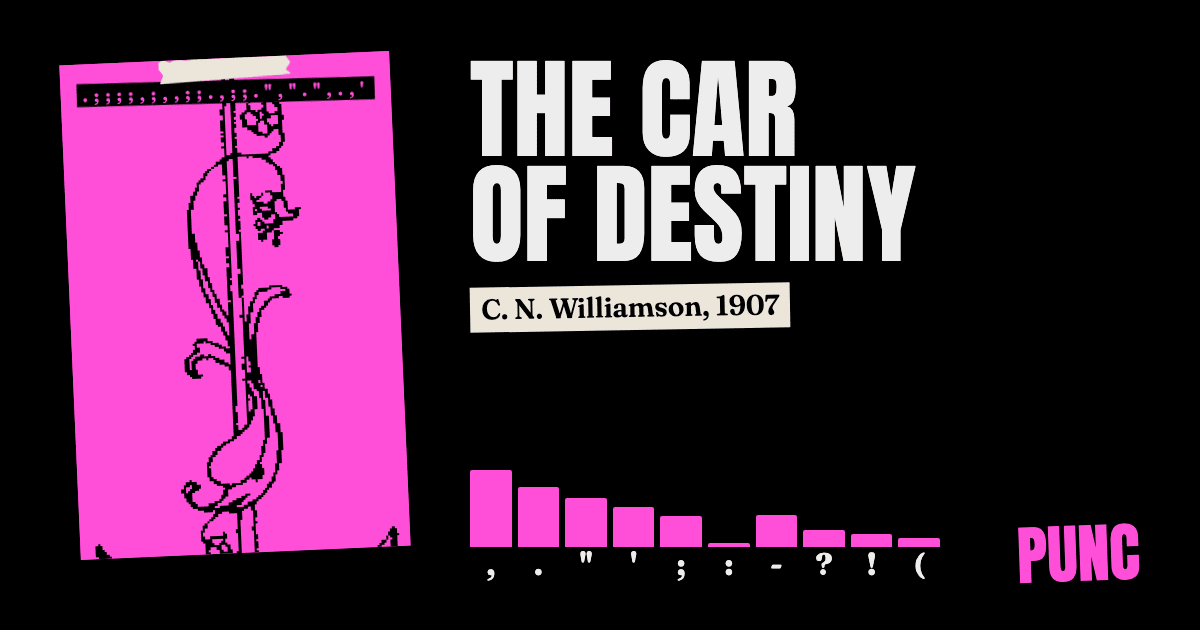 .;;;;,;,,;;.,;;.",".",.,'
THE CAR
OF DESTINY
C. N. Williamson, 1907
, . " ' ; : - ? ! (
PUNC